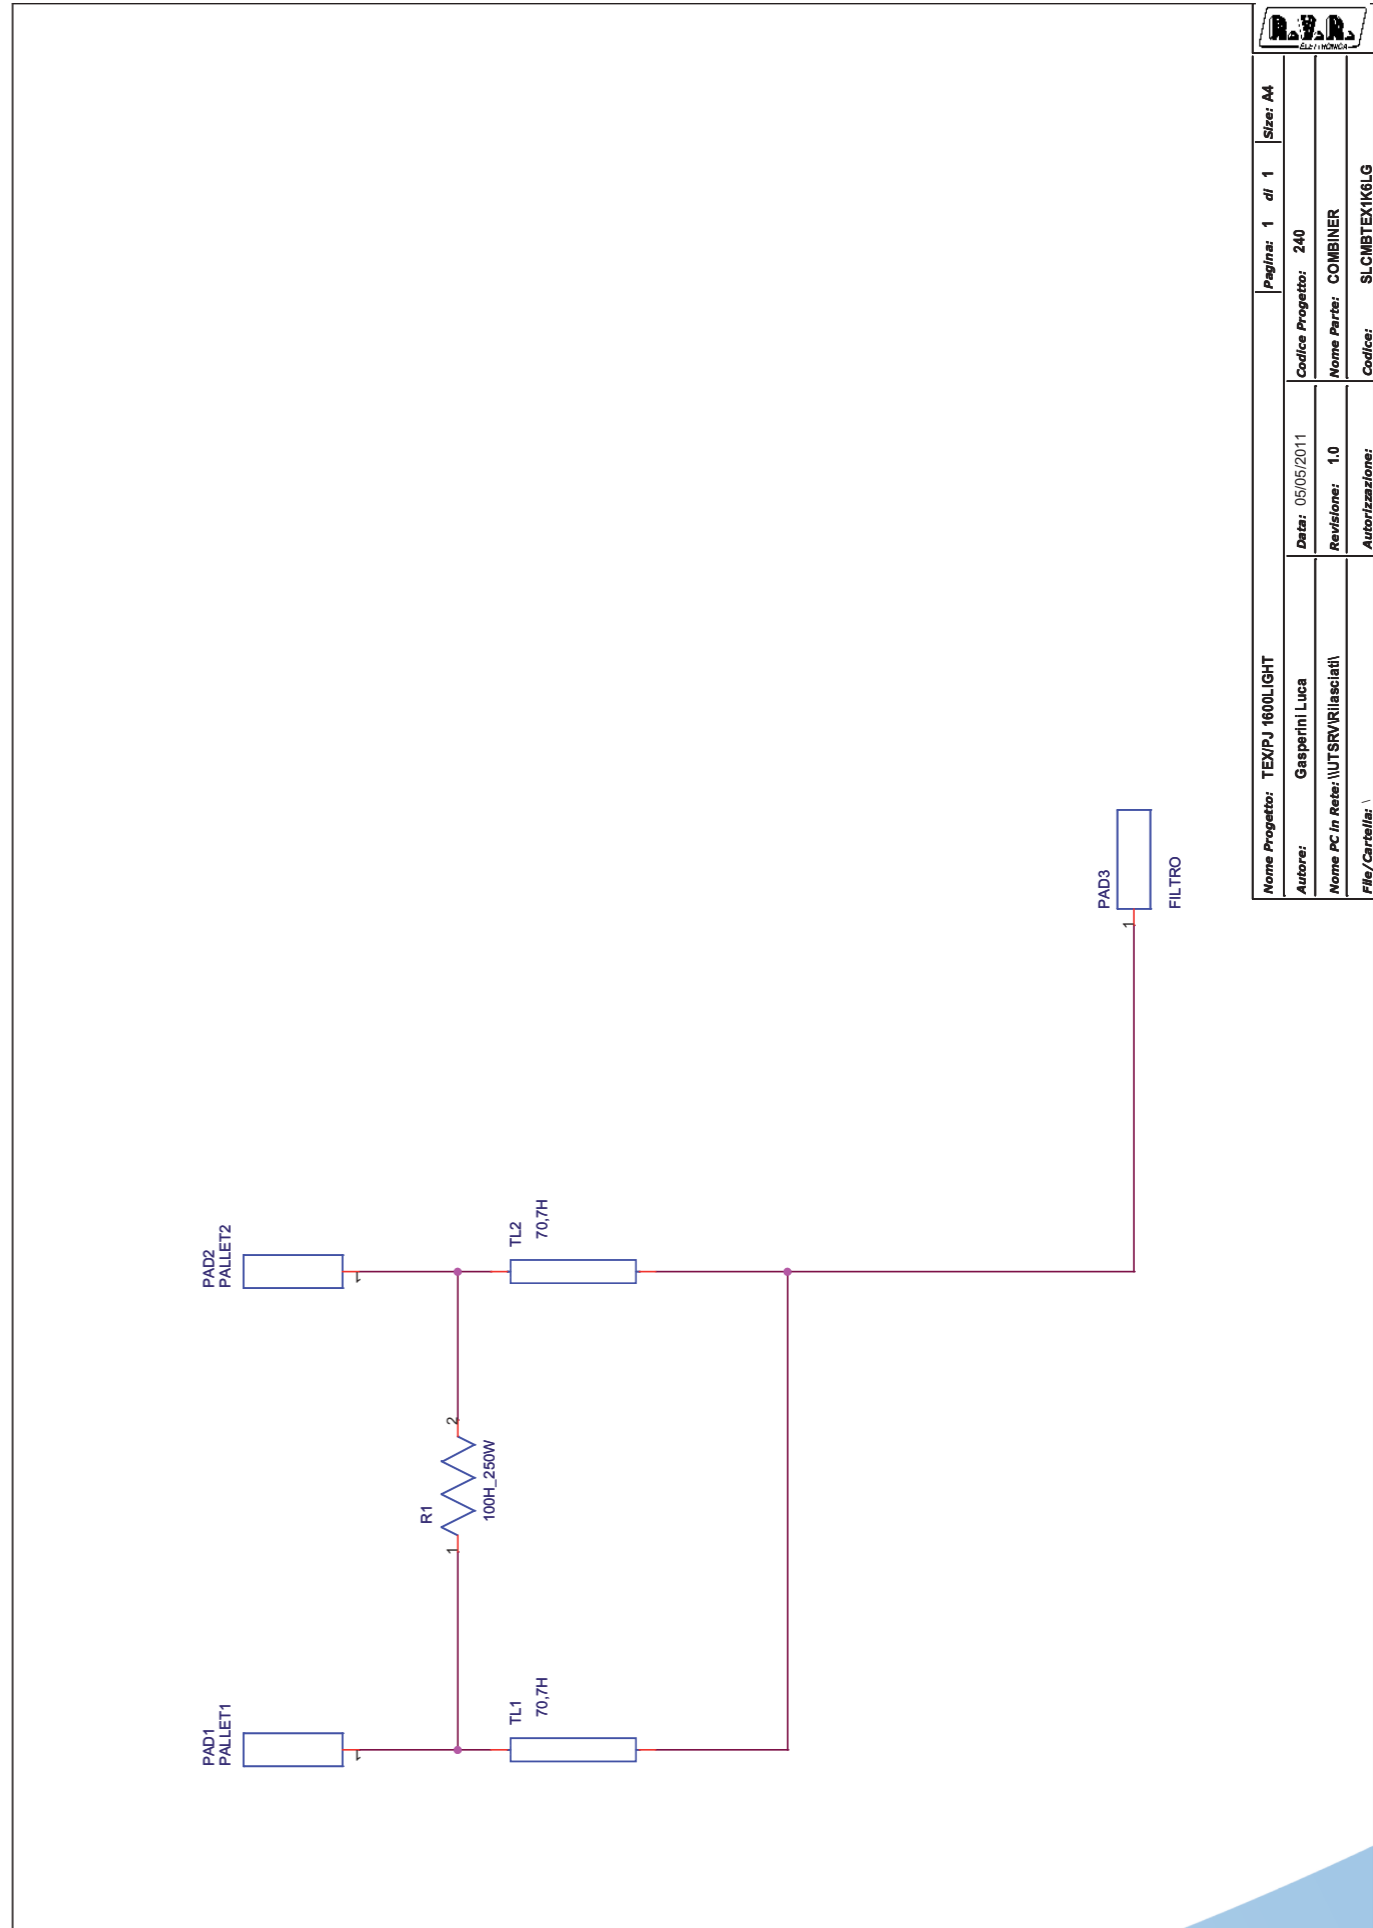 PAD1
PALLET1
1
PAD2
PALLET2
1
R1
1
2
100H_250W
TL1
70,7H
TL2
70,7H
PAD3
1
FILTRO
R.V.R.
ELETTRONICA
Nome Progetto: TEX/PJ 1600LIGHT
Pagina: 1 di 1
Size: A4
Autore: Gasperini Luca
Data: 05/05/2011
Codice Progetto: 240
Nome PC in Rete: \\UTSRV\Rilasciati\
Revisione: 1.0
Nome Parte: COMBINER
File/Cartella: \
Autorizzazione:
Codice: SLCMBTEX1K6LG